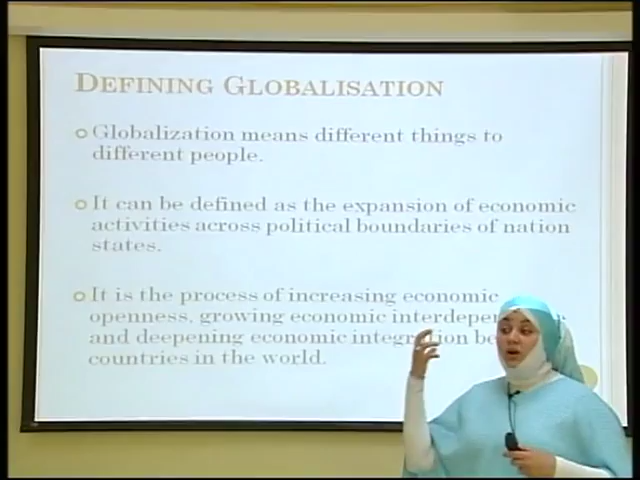 DEFINING GLOBALISATION
Globalization means different things to
different people.
It can be defined as the expansion of economic
activities across political boundaries of nation
states.
It is the process of increasing economic
openness, growing economic
and deepening economic
countries in the world.